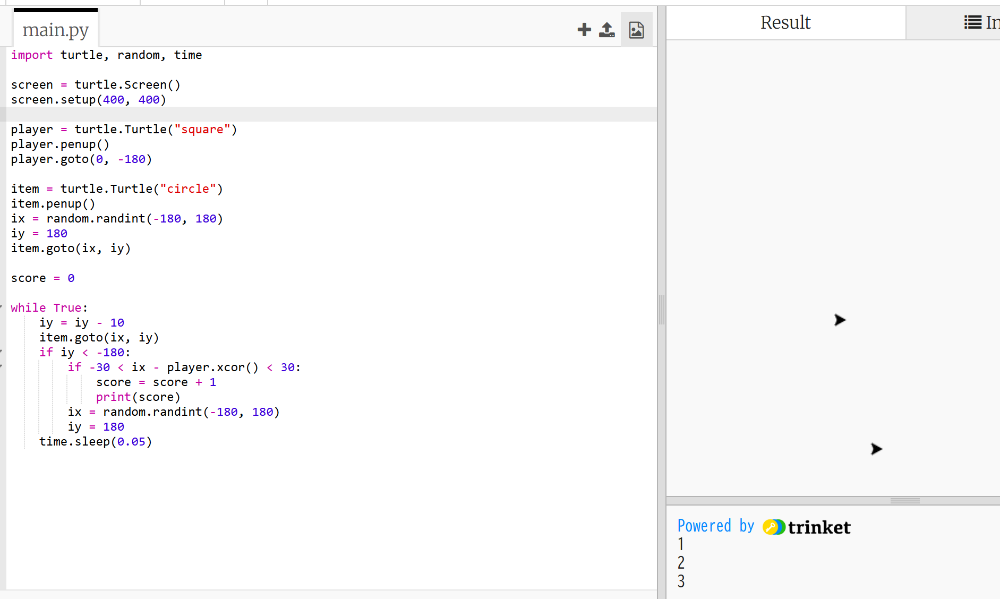 main.py
Result
In
import turtle, random, time
screen = turtle.Screen()
screen.setup(400, 400)
player = turtle.Turtle("square")
player.penup()
player.goto(0, -180)
item = turtle.Turtle("circle")
item.penup()
ix = random.randint(-180, 180)
iy = 180
item.goto(ix, iy)
score = 0
while True:
    iy = iy - 10
    item.goto(ix, iy)
    if iy < -180:
        if -30 < ix - player.xcor() < 30:
            score = score + 1
            print(score)
        ix = random.randint(-180, 180)
        iy = 180
    time.sleep(0.05)
Powered by trinket
1
2
3